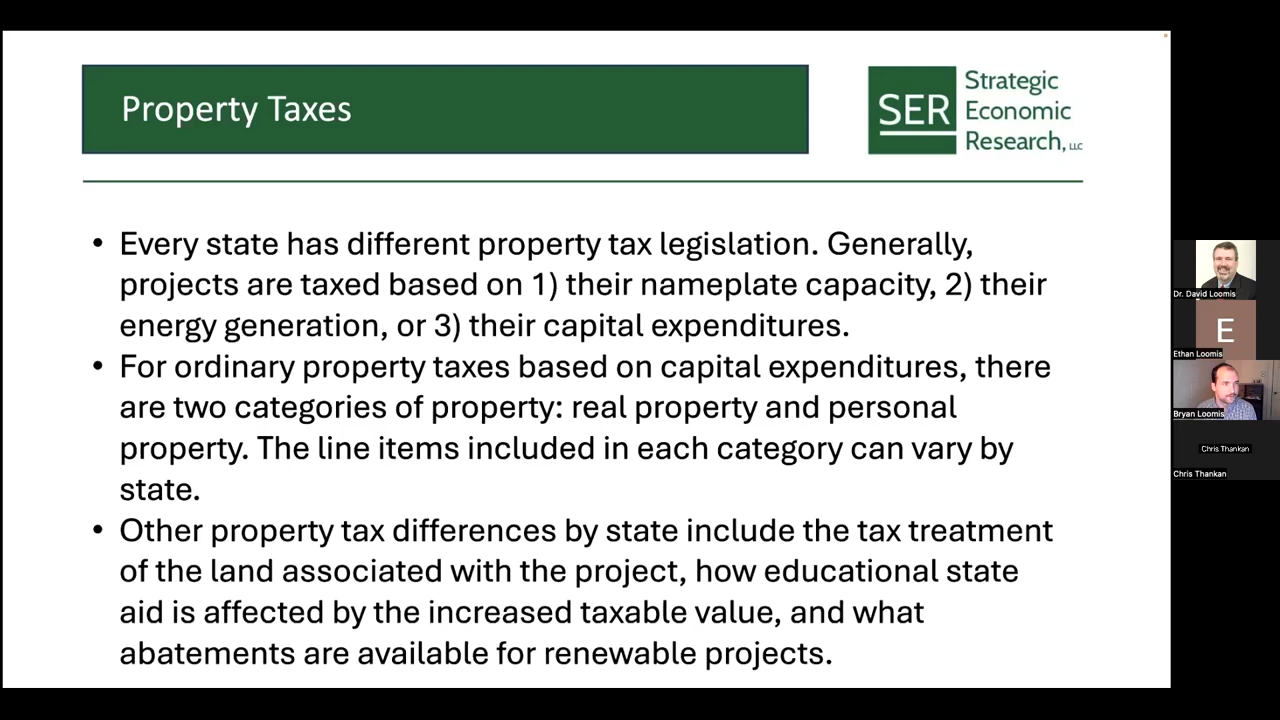 Property Taxes
SER
Strategic
Economic
Research, LLC
• Every state has different property tax legislation. Generally,
projects are taxed based on 1) their nameplate capacity, 2) their
energy generation, or 3) their capital expenditures.
• For ordinary property taxes based on capital expenditures, there
are two categories of property: real property and personal
property. The line items included in each category can vary by
state.
• Other property tax differences by state include the tax treatment
of the land associated with the project, how educational state
aid is affected by the increased taxable value, and what
abatements are available for renewable projects.
Dr. David Loomis
E
Ethan Loomis
Bryan Loomis
Chris Thankan
Chris Thankan